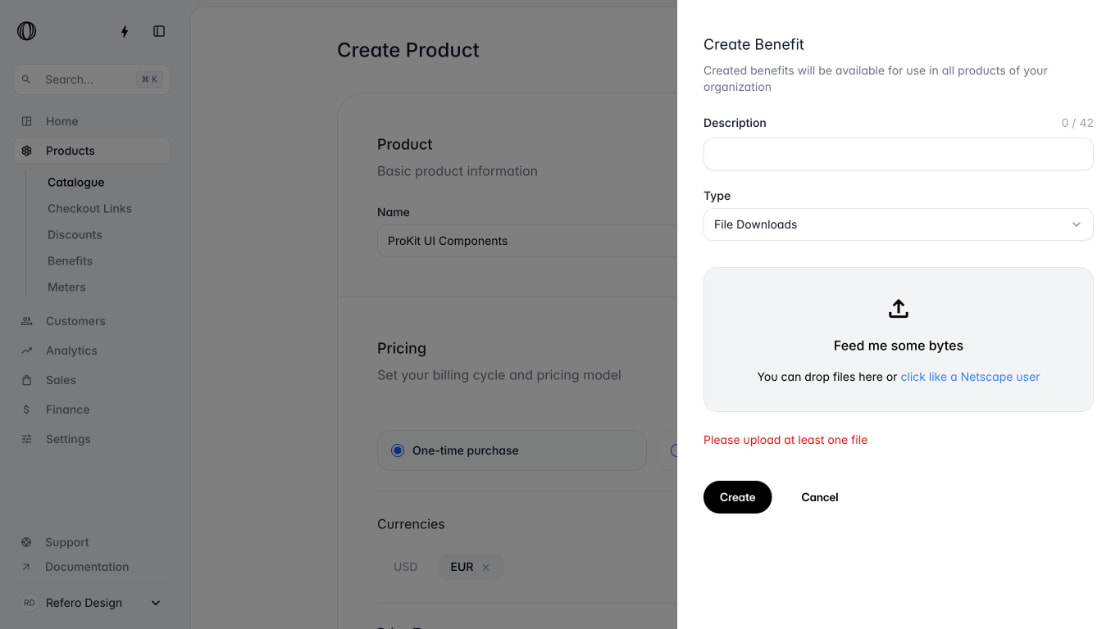 Search...
⌘ K
Home
Products
Catalogue
Checkout Links
Discounts
Benefits
Meters
Customers
Analytics
Sales
Finance
Settings
Support
Documentation
RD Refero Design
Create Product
Product
Basic product information
Name
ProKit UI Components
Pricing
Set your billing cycle and pricing model
One-time purchase
Currencies
USD
EUR
Create Benefit
Created benefits will be available for use in all products of your
organization
Description
0 / 42
Type
File Downloads
Feed me some bytes
You can drop files here or click like a Netscape user
Please upload at least one file
Create
Cancel